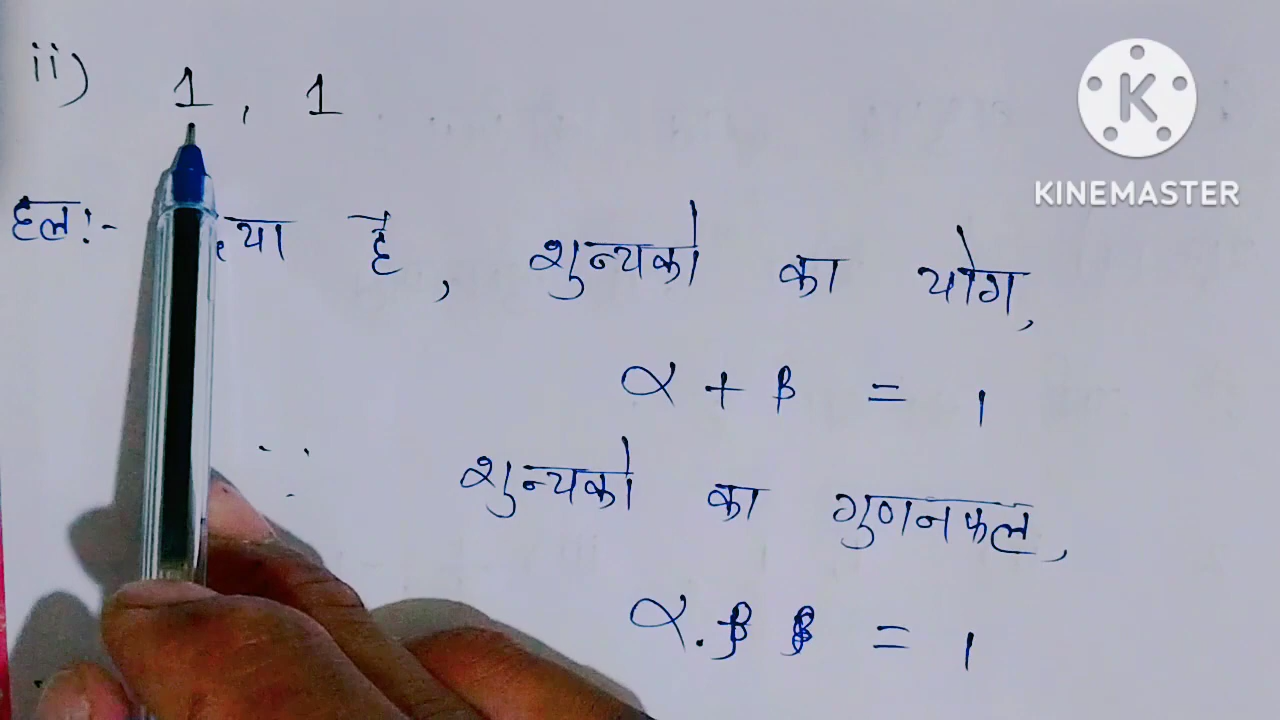 ii) 1, 1
KINEMASTER
हल:- है, शुन्यको का योग,
α + β = 1
∵ शुन्यको का गुणनफल,
α.β = 1